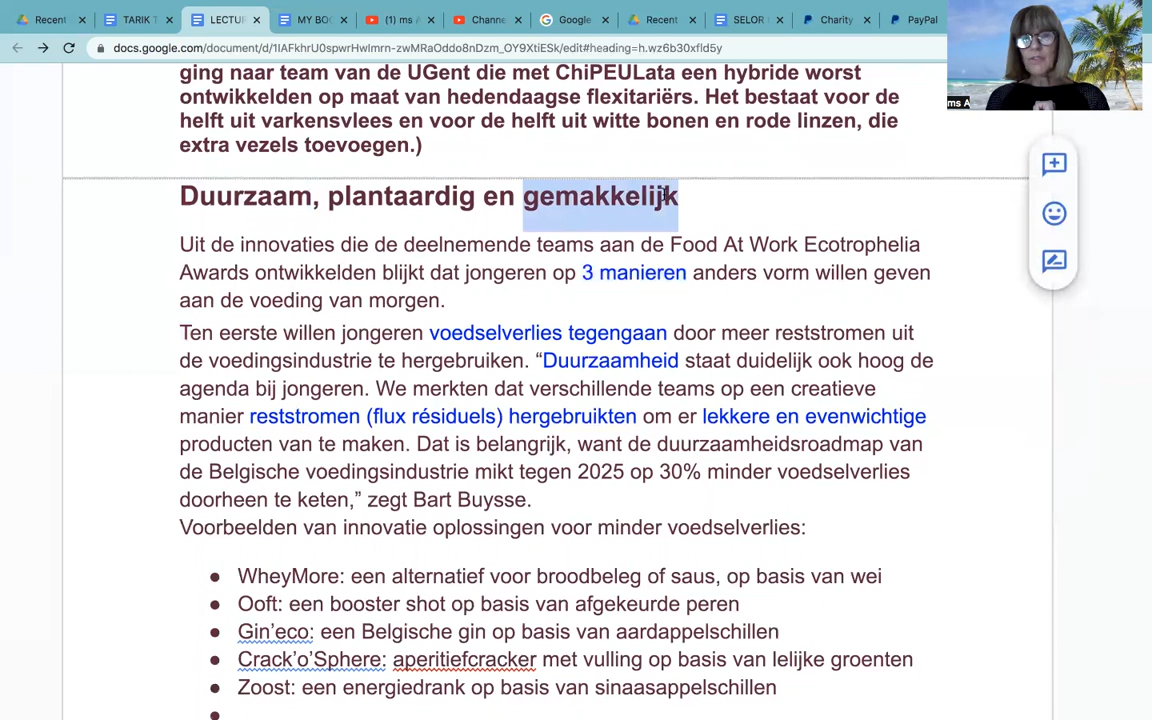 Recent
TARIK T
LECTUR
MY BO
(1) ms A
Channe
Google
Recent
SELOR
Charity
PayPal
docs.google.com/document/d/1IAFkhrU0spwrHwImrn-zwMRaOddo8nDzm_OY9XtiESk/edit#heading=h.wz6b30xfld5y
ms A
ging naar team van de UGent die met ChiPEULata een hybride worst
ontwikkelden op maat van hedendaagse flexitariërs. Het bestaat voor de
helft uit varkensvlees en voor de helft uit witte bonen en rode linzen, die
extra vezels toevoegen.)
Duurzaam, plantaardig en gemakkelijk
Uit de innovaties die de deelnemende teams aan de Food At Work Ecotrophelia
Awards ontwikkelden blijkt dat jongeren op 3 manieren anders vorm willen geven
aan de voeding van morgen.
Ten eerste willen jongeren voedselverlies tegengaan door meer reststromen uit
de voedingsindustrie te hergebruiken. “Duurzaamheid staat duidelijk ook hoog de
agenda bij jongeren. We merkten dat verschillende teams op een creatieve
manier reststromen (flux résiduels) hergebruikten om er lekkere en evenwichtige
producten van te maken. Dat is belangrijk, want de duurzaamheidsroadmap van
de Belgische voedingsindustrie mikt tegen 2025 op 30% minder voedselverlies
doorheen te keten,” zegt Bart Buysse.
Voorbeelden van innovatie oplossingen voor minder voedselverlies:
● WheyMore: een alternatief voor broodbeleg of saus, op basis van wei
● Ooft: een booster shot op basis van afgekeurde peren
● Gin’eco: een Belgische gin op basis van aardappelschillen
● Crack’o’Sphere: aperitiefcracker met vulling op basis van lelijke groenten
● Zoost: een energiedrank op basis van sinaasappelschillen